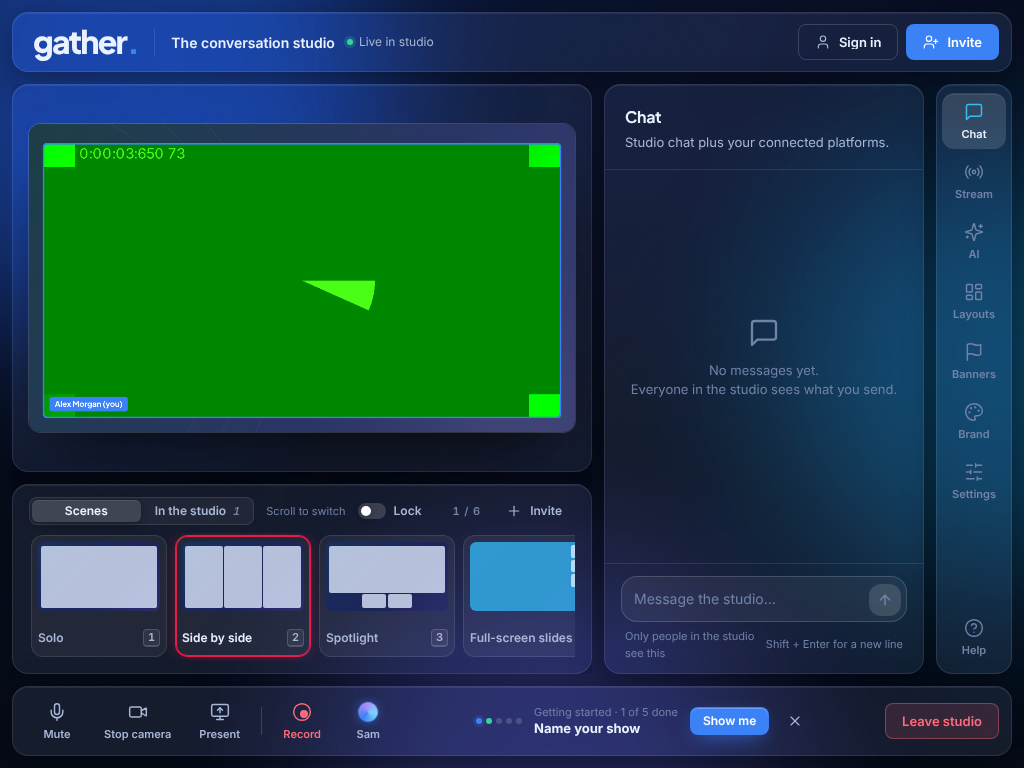 gather.
The conversation studio
Live in studio
Sign in
Invite
0:00:03:650 73
Alex Morgan (you)
Scenes
In the studio 1
Scroll to switch
Lock
1 / 6
Invite
Solo
1
Side by side
2
Spotlight
3
Full-screen slides
Chat
Studio chat plus your connected platforms.
No messages yet.
Everyone in the studio sees what you send.
Message the studio...
Only people in the studio
see this
Shift + Enter for a new line
Chat
Stream
AI
Layouts
Banners
Brand
Settings
Help
Mute
Stop camera
Present
Record
Sam
Getting started · 1 of 5 done
Name your show
Show me
Leave studio